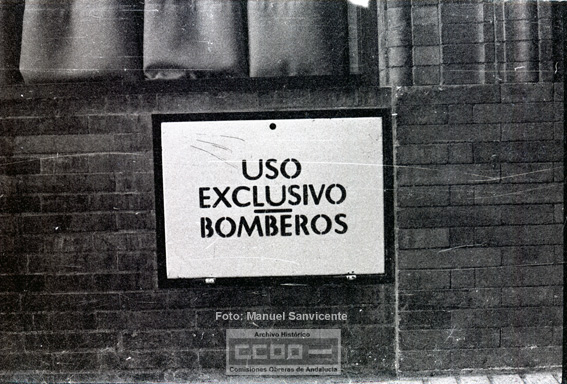 USO
EXCLUSIVO
BOMBEROS
Foto: Manuel Sanvicente
Archivo Histórico
CCOO
Comisiones Obreras de Andalucía